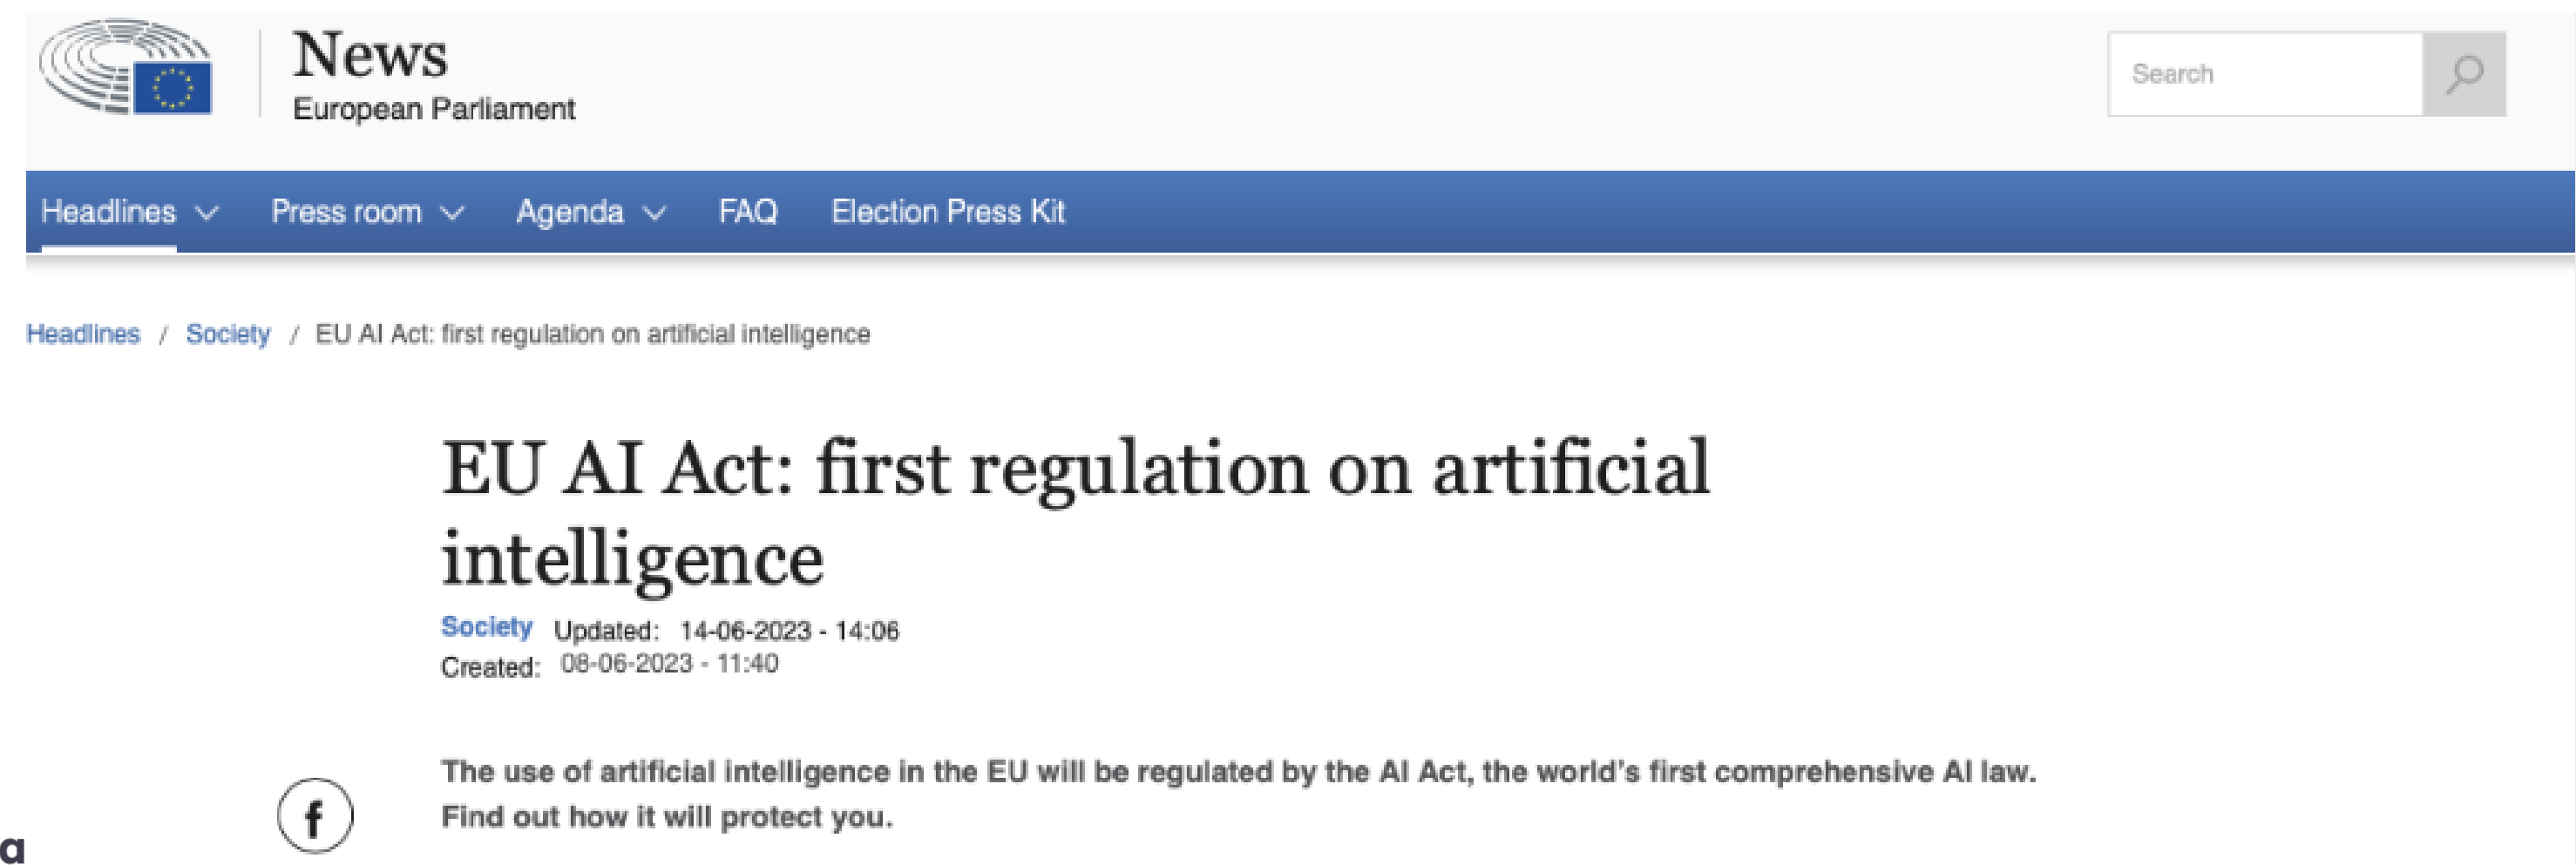 News
European Parliament
Search
Headlines Press room Agenda FAQ Election Press Kit
Headlines / Society / EU AI Act: first regulation on artificial intelligence
EU AI Act: first regulation on artificial
intelligence
Society Updated: 14-06-2023 - 14:06
Created: 08-06-2023 - 11:40
The use of artificial intelligence in the EU will be regulated by the AI Act, the world's first comprehensive AI law.
Find out how it will protect you.
f
a